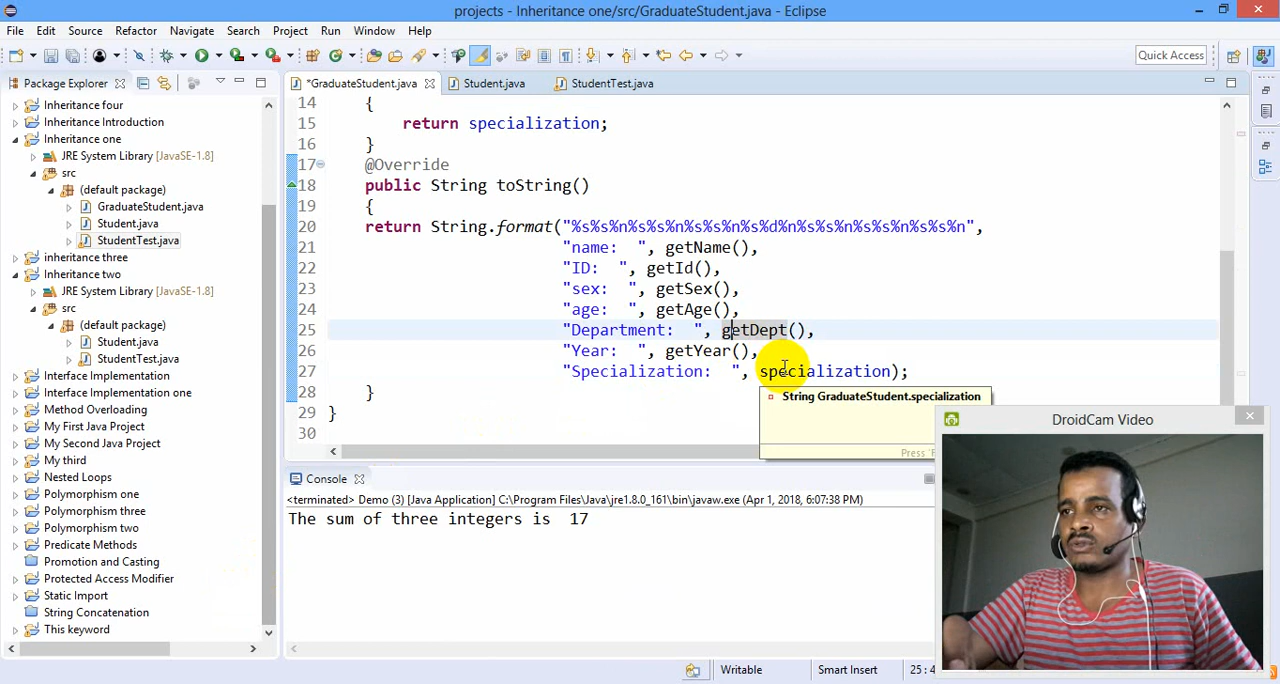 projects - Inheritance one/src/GraduateStudent.java - Eclipse
File Edit Source Refactor Navigate Search Project Run Window Help
Quick Access
Package Explorer
*GraduateStudent.java Student.java StudentTest.java
Inheritance four
Inheritance Introduction
Inheritance one
JRE System Library [JavaSE-1.8]
src
(default package)
GraduateStudent.java
Student.java
StudentTest.java
inheritance three
Inheritance two
JRE System Library [JavaSE-1.8]
src
(default package)
Student.java
StudentTest.java
Interface Implementation
Interface Implementation one
Method Overloading
My First Java Project
My Second Java Project
My third
Nested Loops
Polymorphism one
Polymorphism three
Polymorphism two
Predicate Methods
Promotion and Casting
Protected Access Modifier
Static Import
String Concatenation
This keyword
14 {
15 return specialization;
16 }
17 @Override
18 public String toString()
19 {
20 return String.format("%s%s%n%s%s%n%s%s%n%s%d%n%s%s%n%s%s%n%s%s%n",
21 "name:  ", getName(),
22 "ID:  ", getId(),
23 "sex:  ", getSex(),
24 "age:  ", getAge(),
25 "Department:  ", getDept(),
26 "Year:  ", getYear(),
27 "Specialization:  ", specialization);
28 }
29 }
30
String GraduateStudent.specialization
Press 'F
DroidCam Video
Console
<terminated> Demo (3) [Java Application] C:\Program Files\Java\jre1.8.0_161\bin\javaw.exe (Apr 1, 2018, 6:07:38 PM)
The sum of three integers is  17
Writable Smart Insert 25 : 4